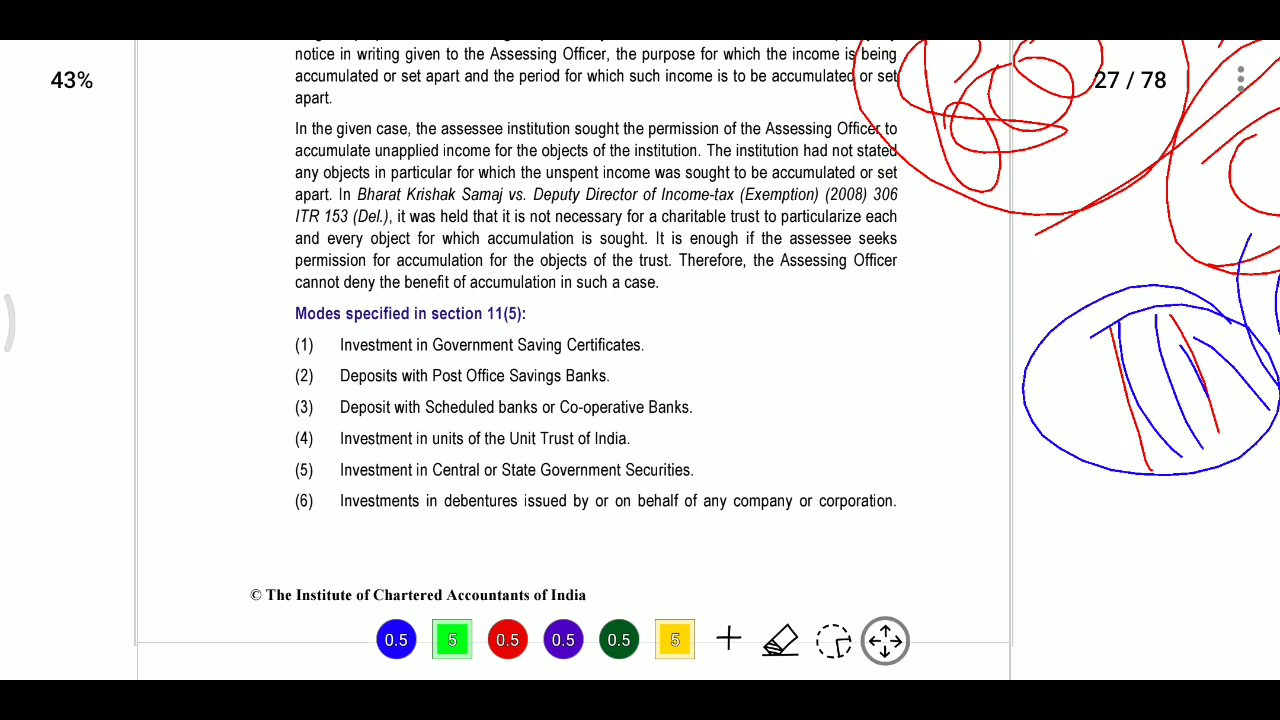 notice in writing given to the Assessing Officer, the purpose for which the income is being
43%
27 / 78
accumulated or set apart and the period for which such income is to be accumulated or set
apart.
In the given case, the assessee institution sought the permission of the Assessing Officer to
accumulate unapplied income for the objects of the institution. The institution had not stated
any objects in particular for which the unspent income was sought to be accumulated or set
apart. In Bharat Krishak Samaj vs. Deputy Director of Income-tax (Exemption) (2008) 306
ITR 153 (Del.), it was held that it is not necessary for a charitable trust to particularize each
and every object for which accumulation is sought. It is enough if the assessee seeks
permission for accumulation for the objects of the trust. Therefore, the Assessing Officer
cannot deny the benefit of accumulation in such a case.
Modes specified in section 11(5):
(1) Investment in Government Saving Certificates.
(2) Deposits with Post Office Savings Banks.
(3) Deposit with Scheduled banks or Co-operative Banks.
(4) Investment in units of the Unit Trust of India.
(5) Investment in Central or State Government Securities.
(6) Investments in debentures issued by or on behalf of any company or corporation.
© The Institute of Chartered Accountants of India
0.5 5 0.5 0.5 0.5 5